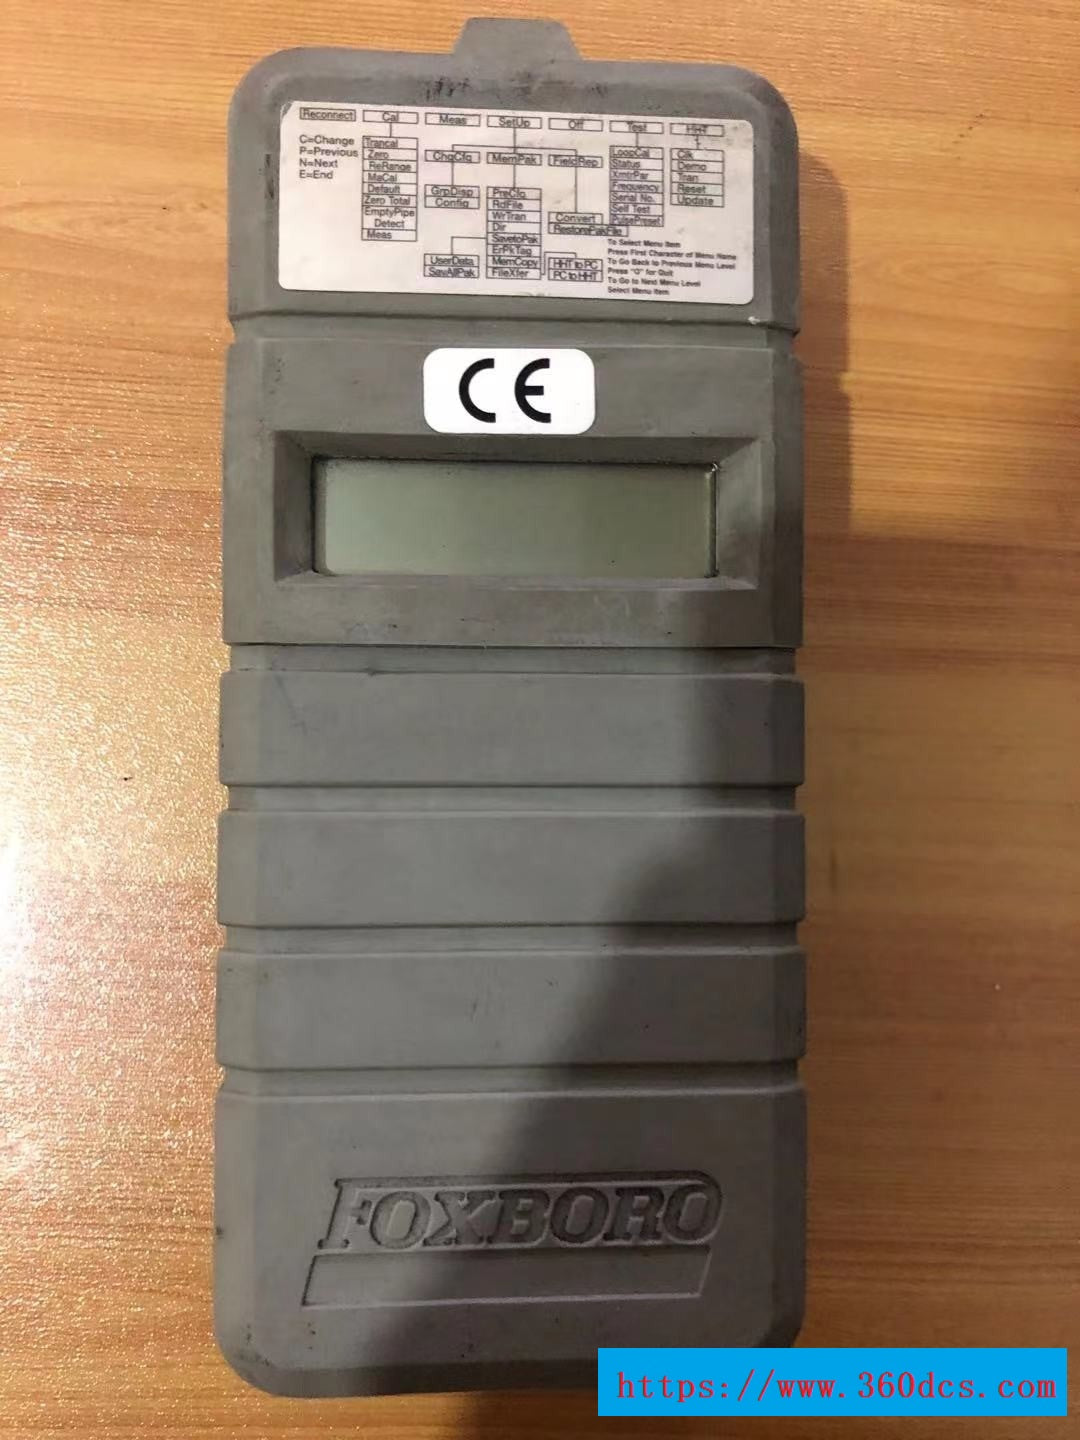 Reconnect Cal Meas SetUp Off Test HHT
C=Change
P=Previous
N=Next
E=End
Trancal
Zero
ReRange
MaCal
Default
Zero Total
EmptyPipe
Detect
Meas
ChgCfg MemPak FieldRep
GrpDisp
Config
PreCfg
RdFile
WrTran
Dir
SavetoPak
ErPkTag
MemCopy
FileXfer
UserData
SavAllPak
Convert
RestorePakFile
HHT to PC
PC to HHT
LoopCal
Status
XmtrPar
Frequency
Serial No.
Self Test
PulsePreset
Clk
Demo
Tran
Reset
Update
To Select Menu Item
Press First Character of Menu Name
To Go Back to Previous Menu Level
Press "Q" for Quit
To Go to Next Menu Level
Select Menu Item
CE
FOXBORO
https://www.360dcs.com